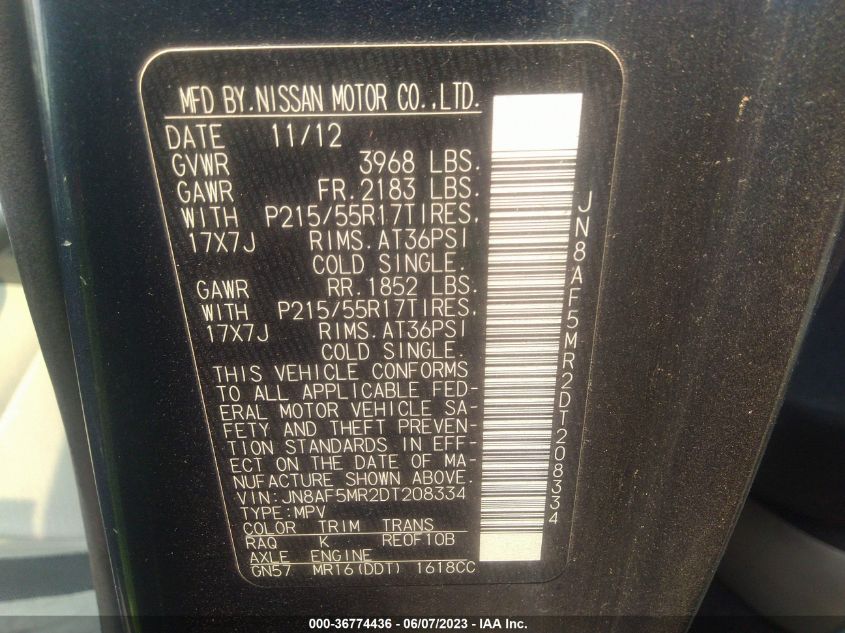 MFD BY.NISSAN MOTOR CO.,LTD.
DATE 11/12
GVWR 3968 LBS.
GAWR FR.2183 LBS.
WITH P215/55R17TIRES,
17X7J RIMS.AT36PSI
COLD SINGLE.
GAWR RR.1852 LBS.
WITH P215/55R17TIRES,
17X7J RIMS.AT36PSI
COLD SINGLE.
THIS VEHICLE CONFORMS
TO ALL APPLICABLE FED-
ERAL MOTOR VEHICLE SA-
FETY AND THEFT PREVEN-
TION STANDARDS IN EFF-
ECT ON THE DATE OF MA-
NUFACTURE SHOWN ABOVE.
VIN:JN8AF5MR2DT208334
TYPE:MPV
COLOR TRIM TRANS
RAQ K RE0F10B
AXLE ENGINE
GN57 MR16(DDT) 1618CC
JN8AF5MR2DT208334
000-36774436 - 06/07/2023 - IAA Inc.